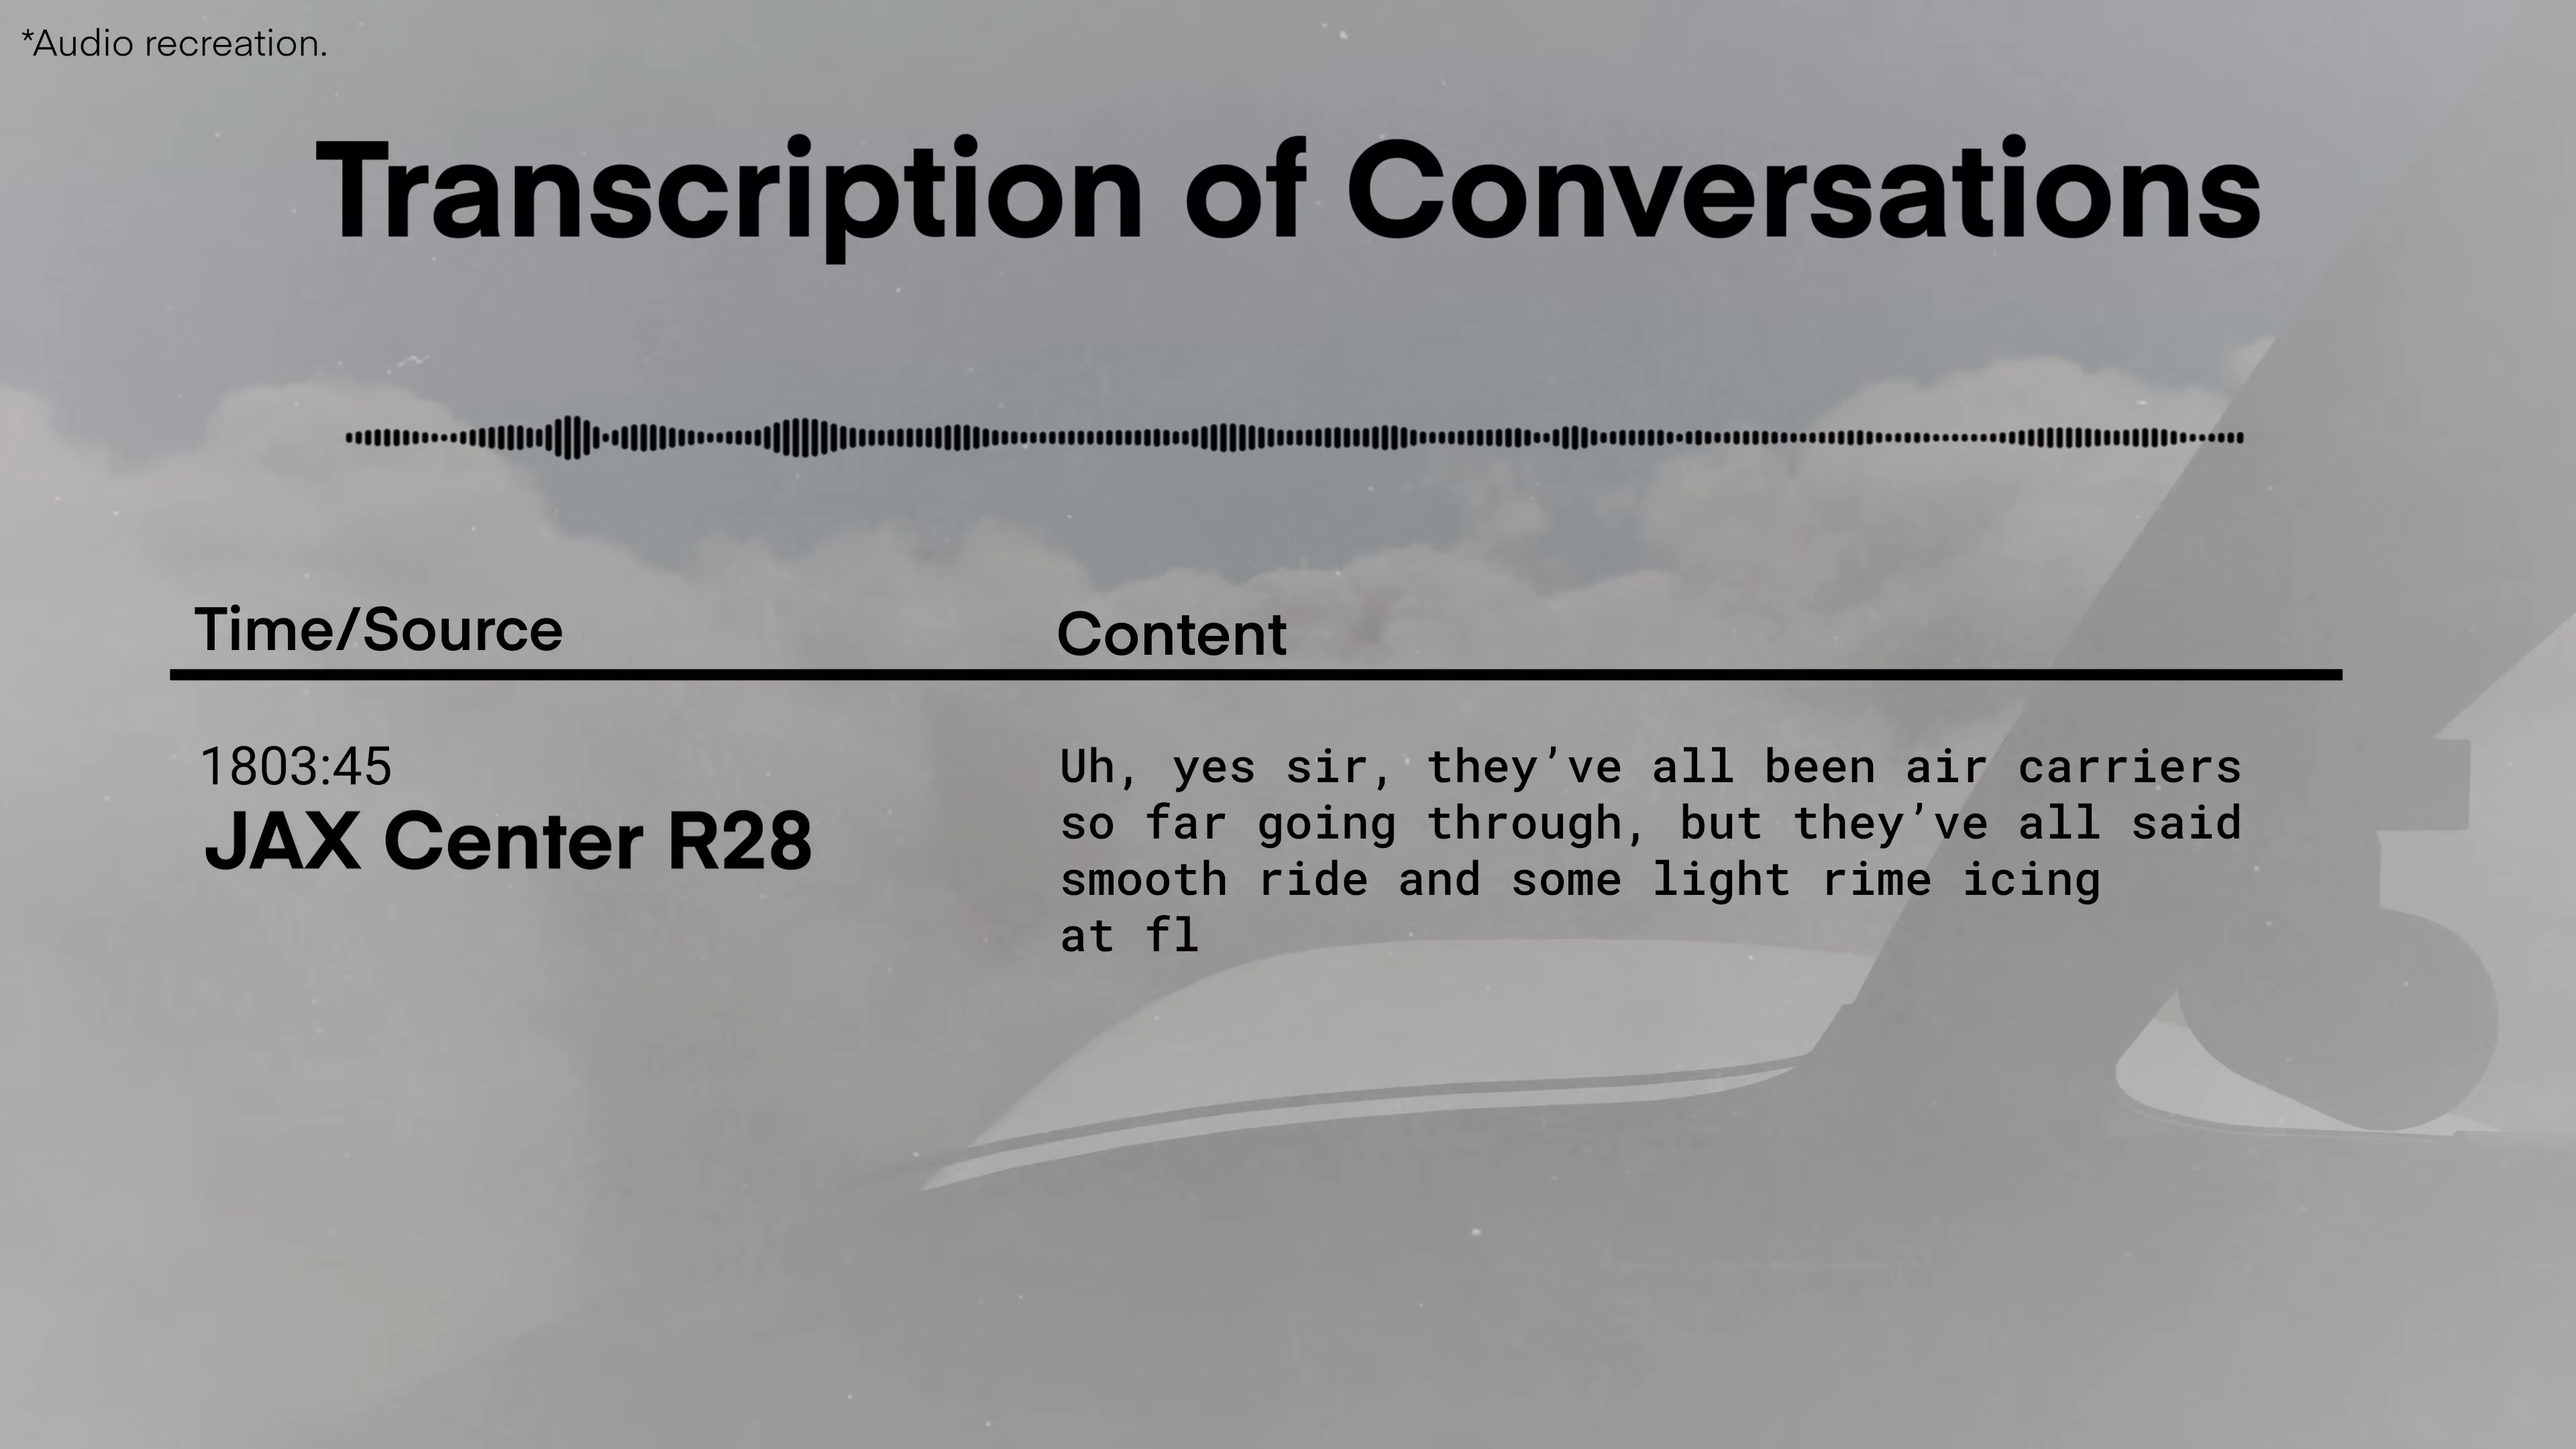 *Audio recreation.
Transcription of Conversations
Time/Source
Content
1803:45
JAX Center R28
Uh, yes sir, they’ve all been air carriers
so far going through, but they’ve all said
smooth ride and some light rime icing
at fl